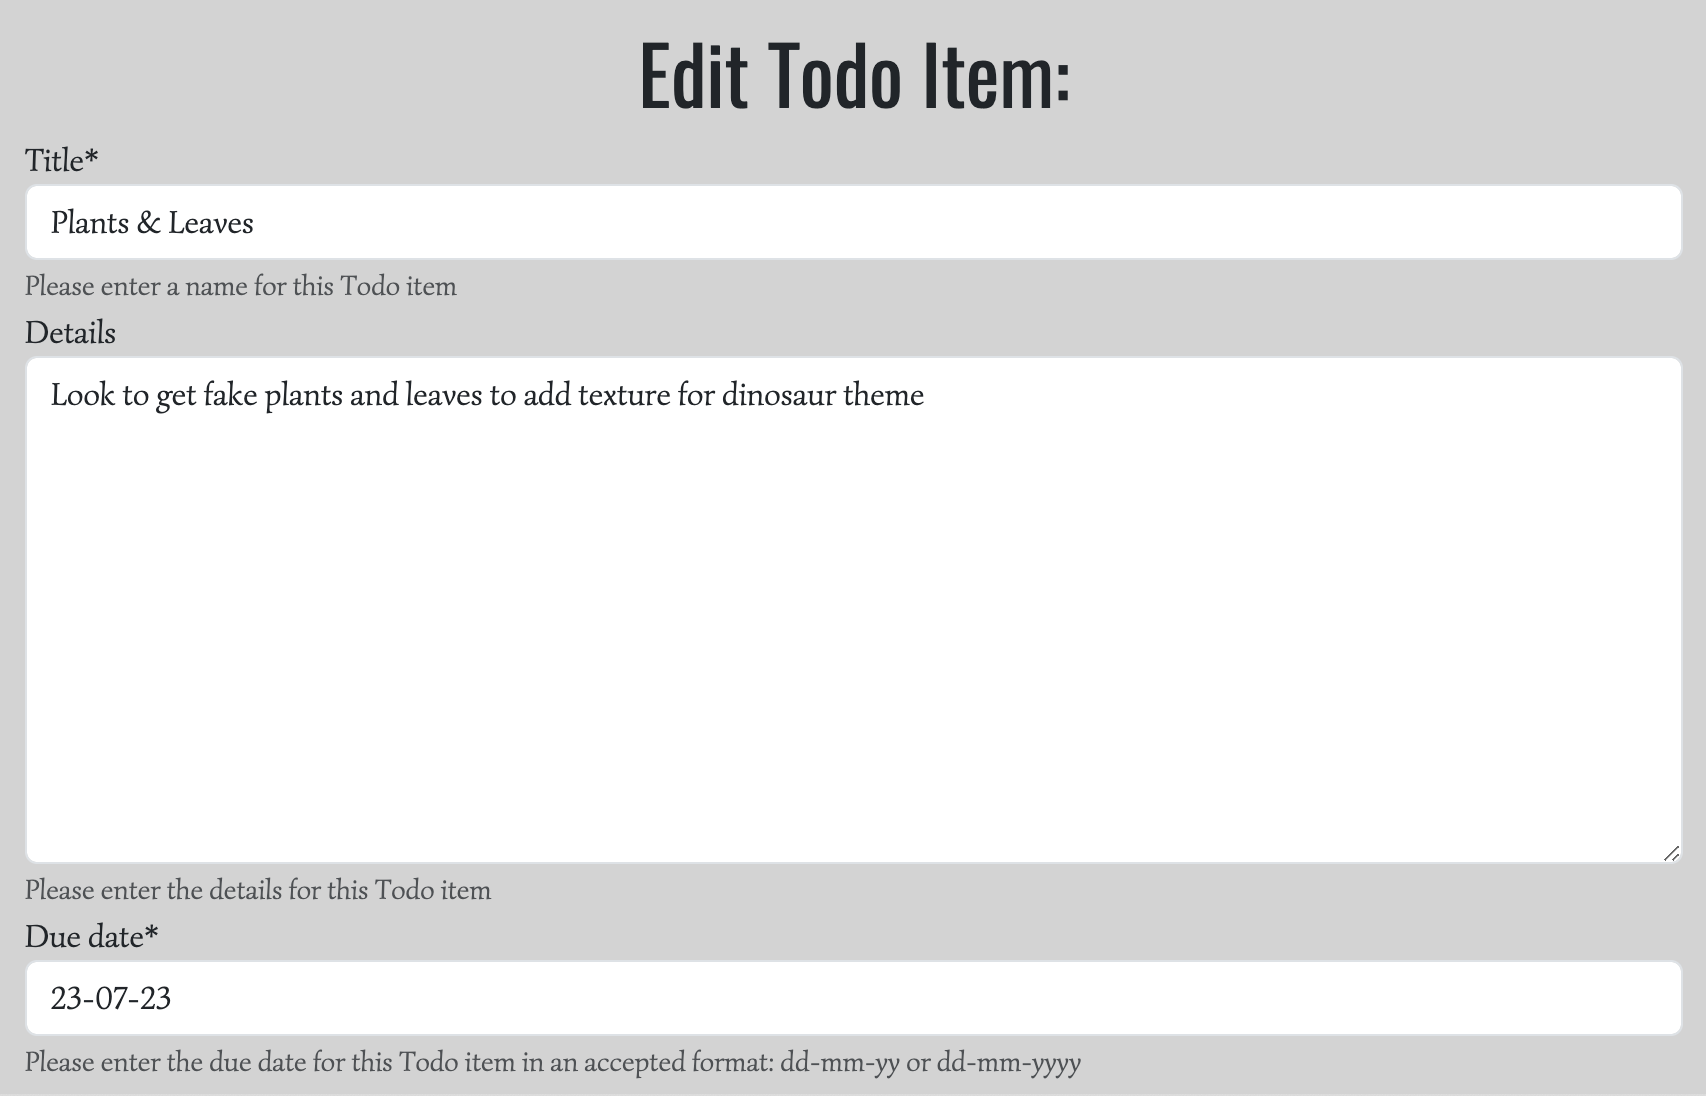 Edit Todo Item:
Title*
Plants & Leaves
Please enter a name for this Todo item
Details
Look to get fake plants and leaves to add texture for dinosaur theme
Please enter the details for this Todo item
Due date*
23-07-23
Please enter the due date for this Todo item in an accepted format: dd-mm-yy or dd-mm-yyyy